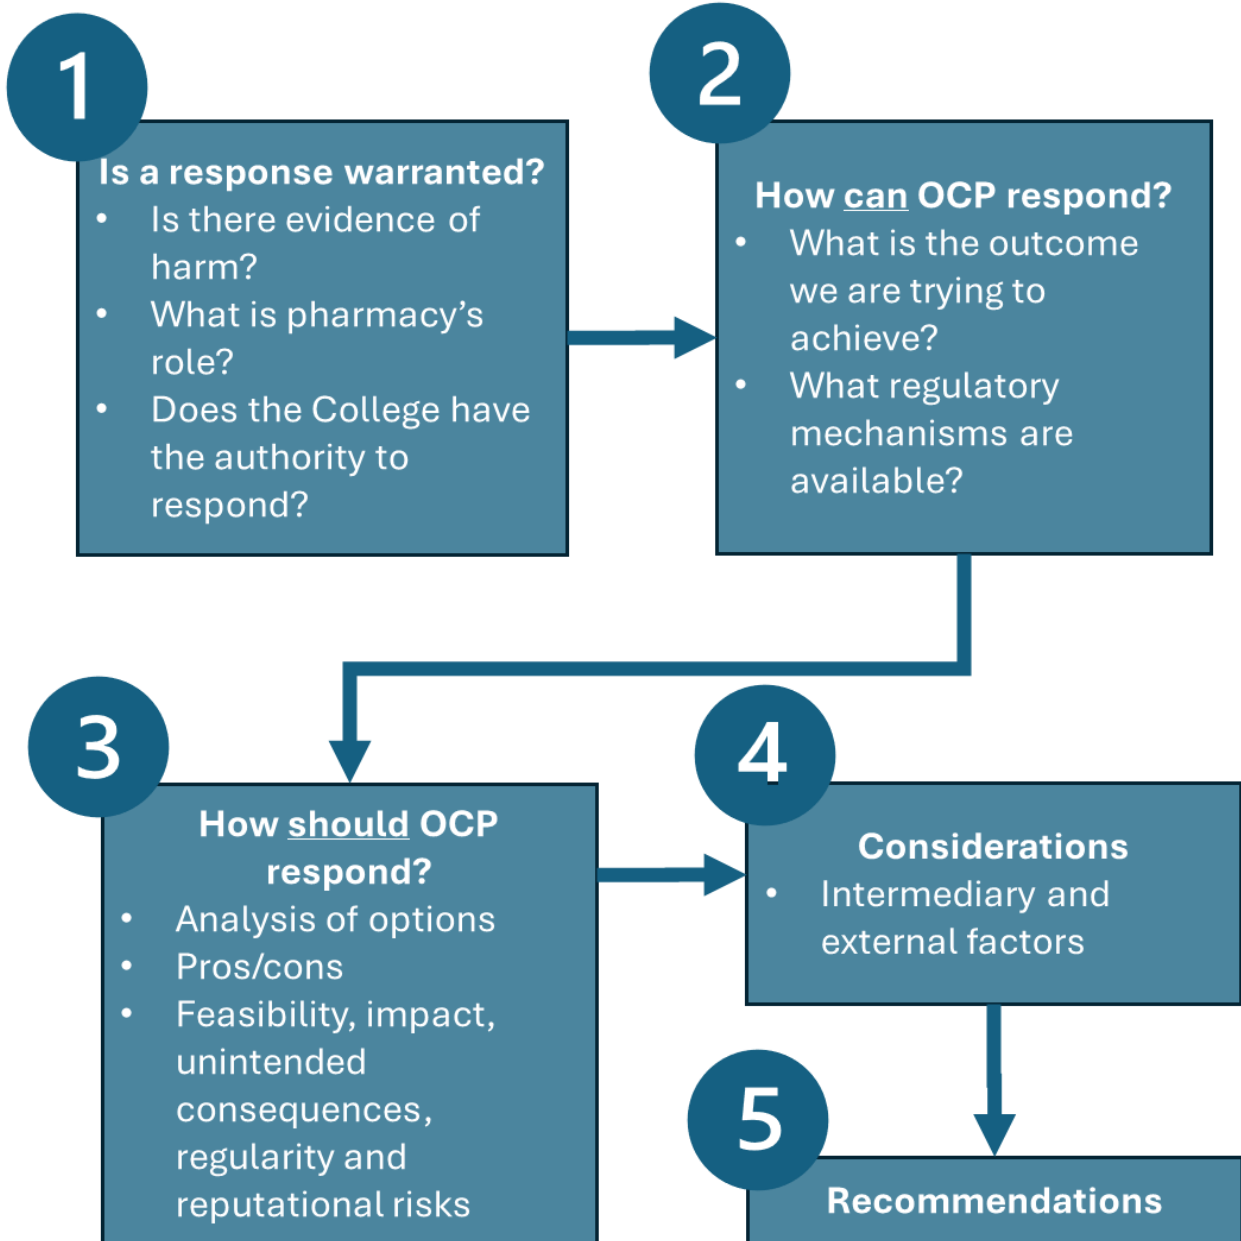 1
Is a response warranted?
• Is there evidence of
harm?
• What is pharmacy’s
role?
• Does the College have
the authority to
respond?
2
How can OCP respond?
• What is the outcome
we are trying to
achieve?
• What regulatory
mechanisms are
available?
3
How should OCP
respond?
• Analysis of options
• Pros/cons
• Feasibility, impact,
unintended
consequences,
regularity and
reputational risks
4
Considerations
• Intermediary and
external factors
5
Recommendations